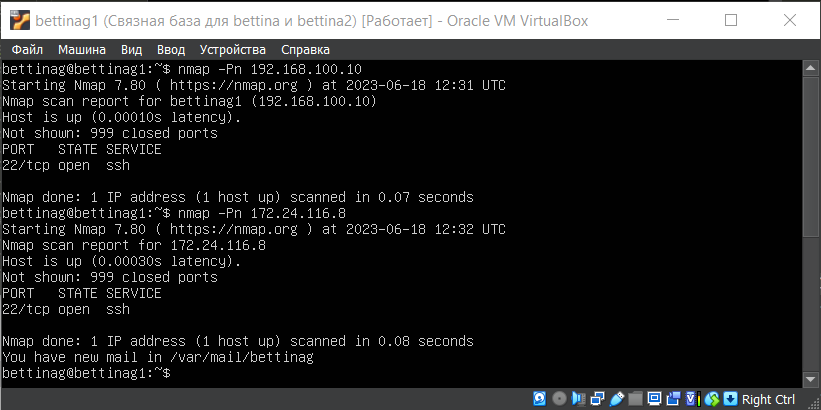 bettinag1 (Связная база для bettina и bettina2) [Работает] - Oracle VM VirtualBox
Файл Машина Вид Ввод Устройства Справка
bettinag@bettinag1:~$ nmap -Pn 192.168.100.10
Starting Nmap 7.80 ( https://nmap.org ) at 2023-06-18 12:31 UTC
Nmap scan report for bettinag1 (192.168.100.10)
Host is up (0.00010s latency).
Not shown: 999 closed ports
PORT   STATE SERVICE
22/tcp open  ssh

Nmap done: 1 IP address (1 host up) scanned in 0.07 seconds
bettinag@bettinag1:~$ nmap -Pn 172.24.116.8
Starting Nmap 7.80 ( https://nmap.org ) at 2023-06-18 12:32 UTC
Nmap scan report for 172.24.116.8
Host is up (0.00030s latency).
Not shown: 999 closed ports
PORT   STATE SERVICE
22/tcp open  ssh

Nmap done: 1 IP address (1 host up) scanned in 0.08 seconds
You have new mail in /var/mail/bettinag
bettinag@bettinag1:~$
Right Ctrl